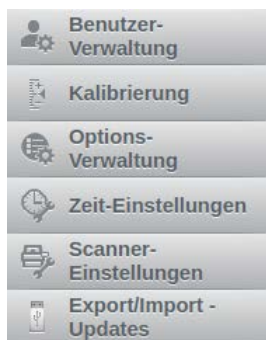 Benutzer-
Verwaltung
Kalibrierung
Options-
Verwaltung
Zeit-Einstellungen
Scanner-
Einstellungen
Export/Import -
Updates